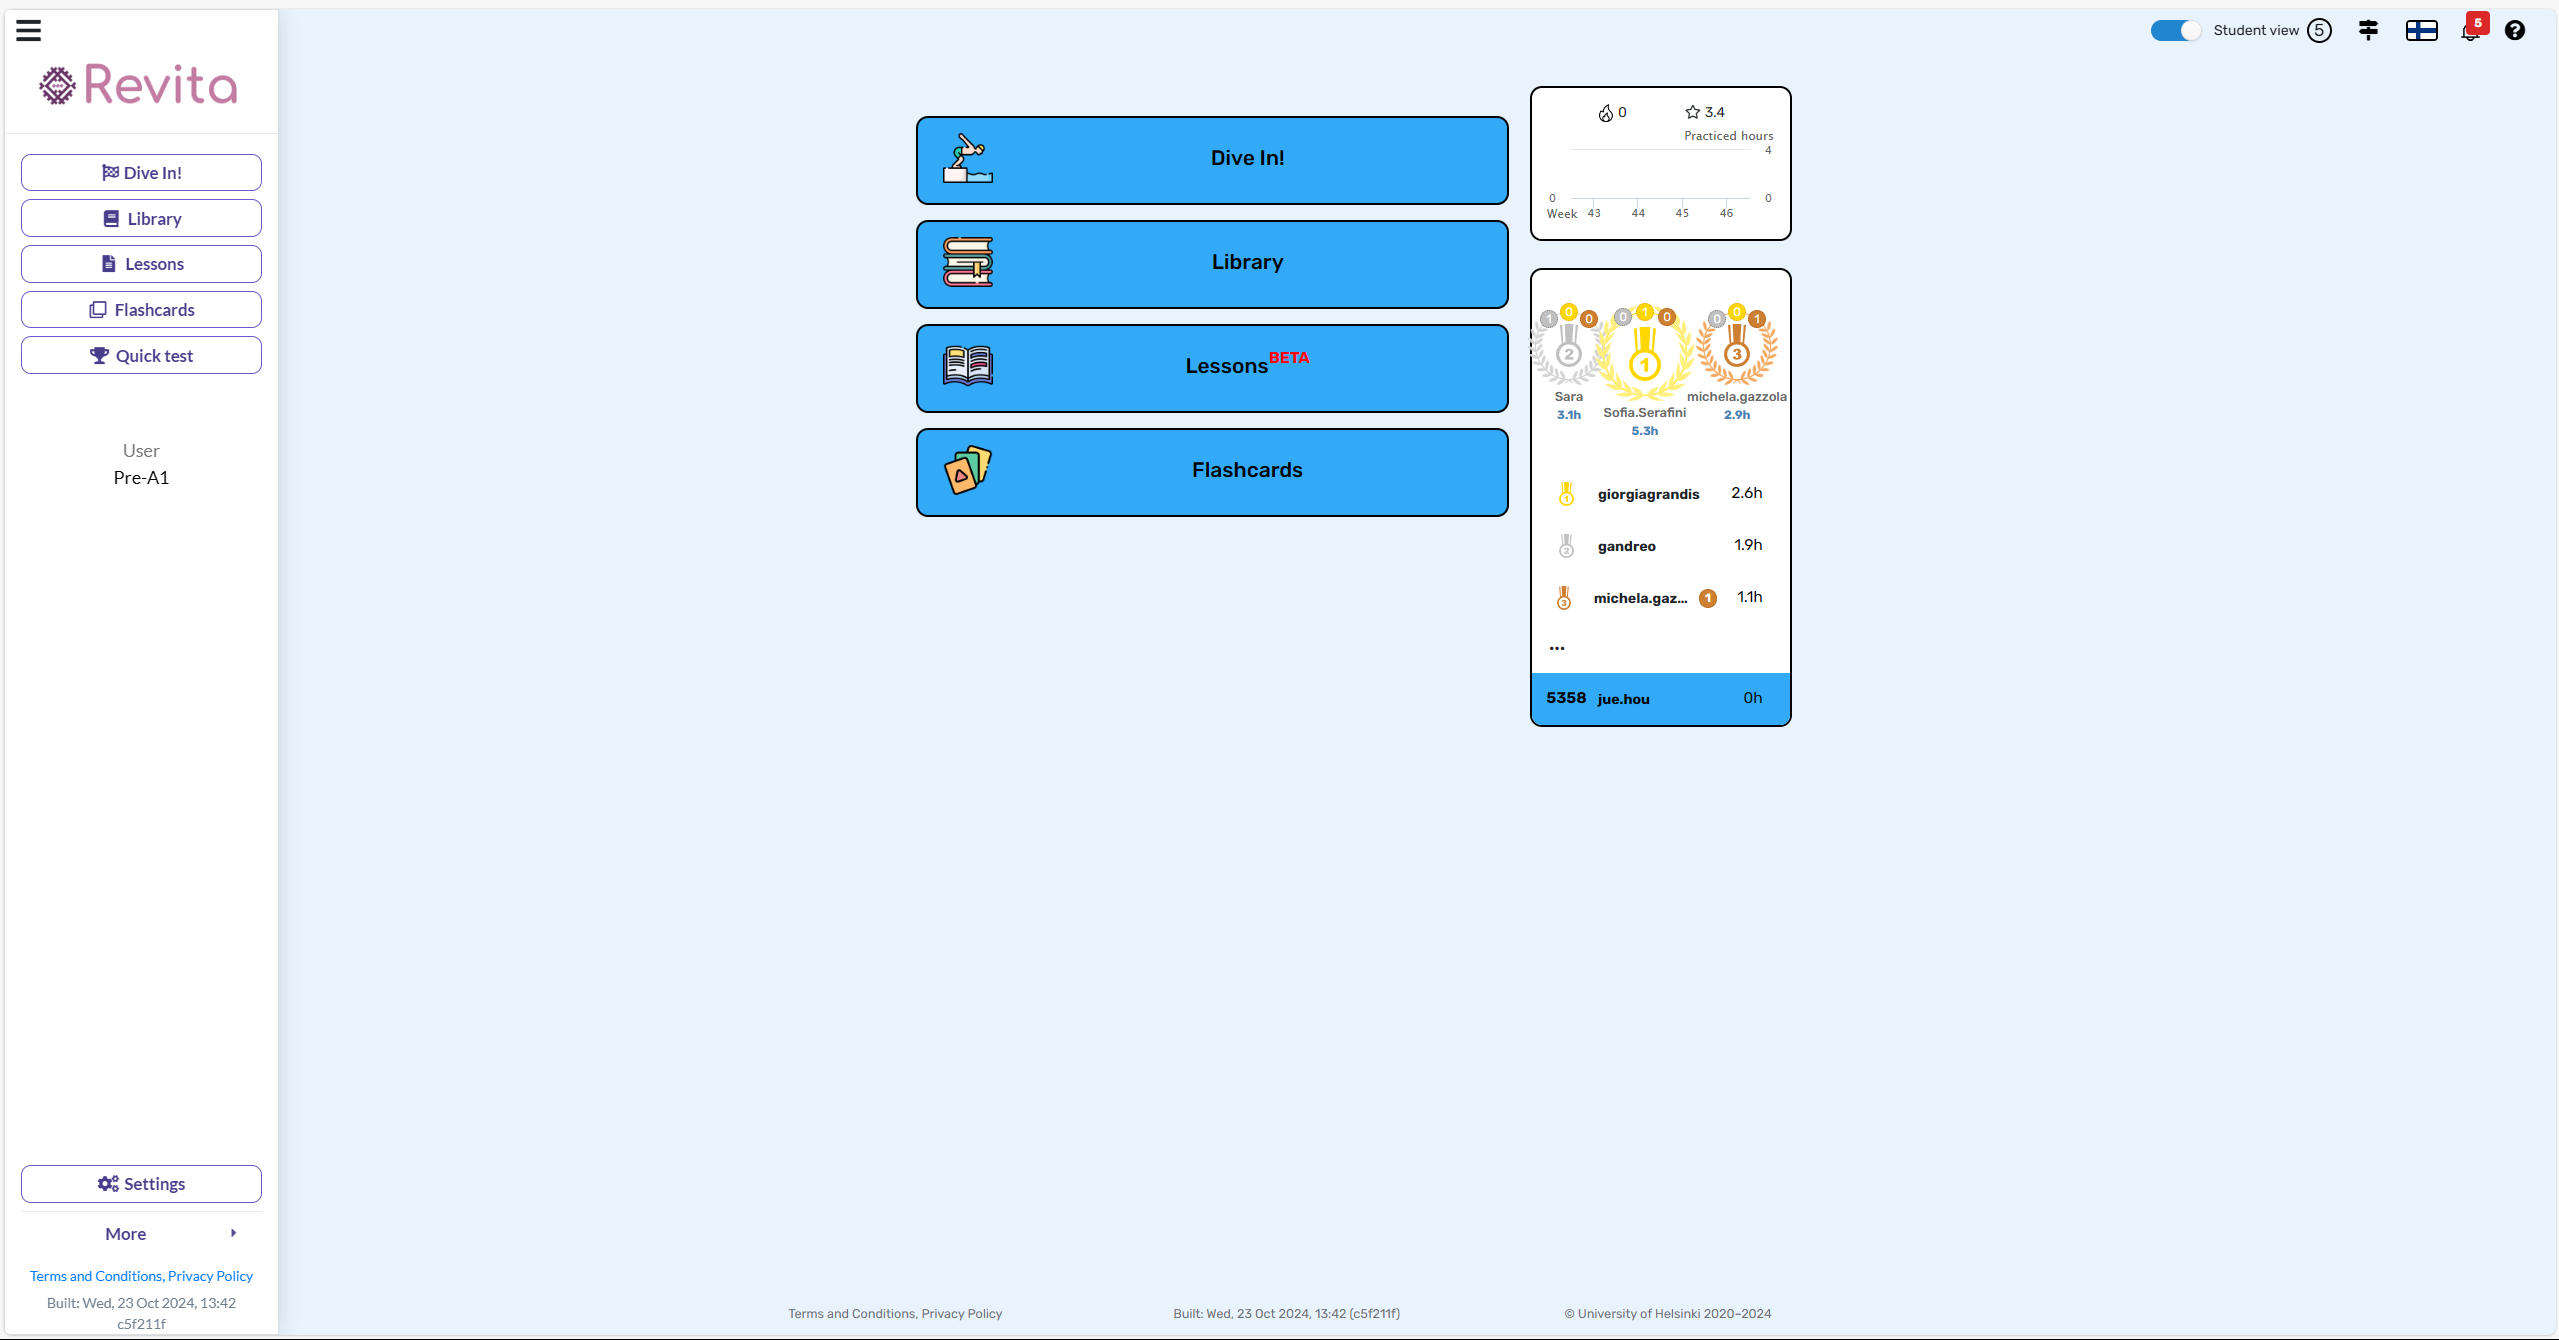 Revita
Dive In!
Library
Lessons
Flashcards
Quick test
User
Pre-A1
Settings
More
Terms and Conditions, Privacy Policy
Built: Wed, 23 Oct 2024, 13:42
c5f211f
Student view 5
5
Dive In!
Library
Lessons BETA
Flashcards
0 3.4
Practiced hours
4
0 0
Week 43 44 45 46
1 0 0 0 1 0 0 0 1
2 1 3
Sara
3.1h
Sofia.Serafini
5.3h
michela.gazzola
2.9h
1 giorgiagrandis 2.6h
2 gandreo 1.9h
3 michela.gaz... 1 1.1h
...
5358 jue.hou 0h
Terms and Conditions, Privacy Policy
Built: Wed, 23 Oct 2024, 13:42 (c5f211f)
© University of Helsinki 2020–2024